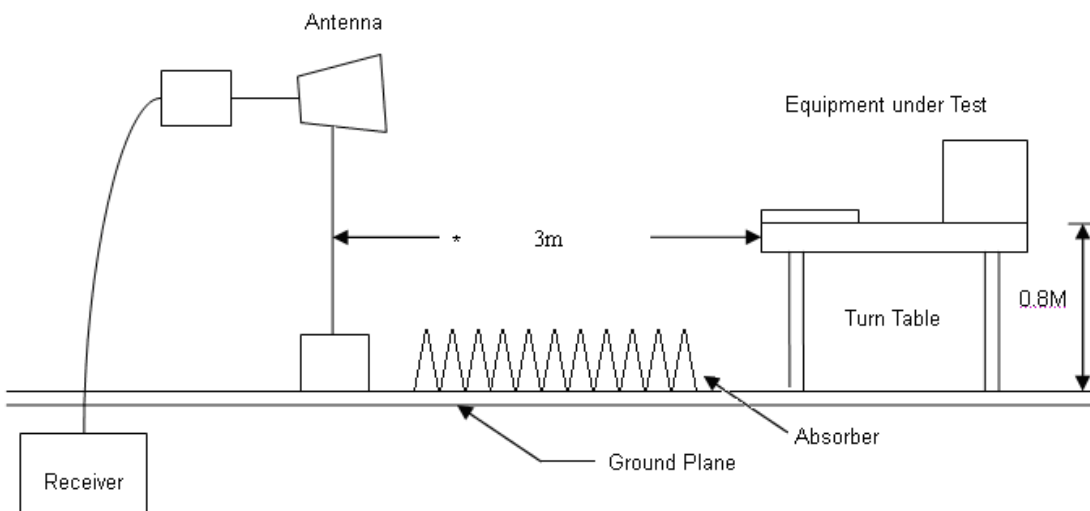 Antenna
Equipment under Test
* 3m
0.8M
Turn Table
Absorber
Ground Plane
Receiver